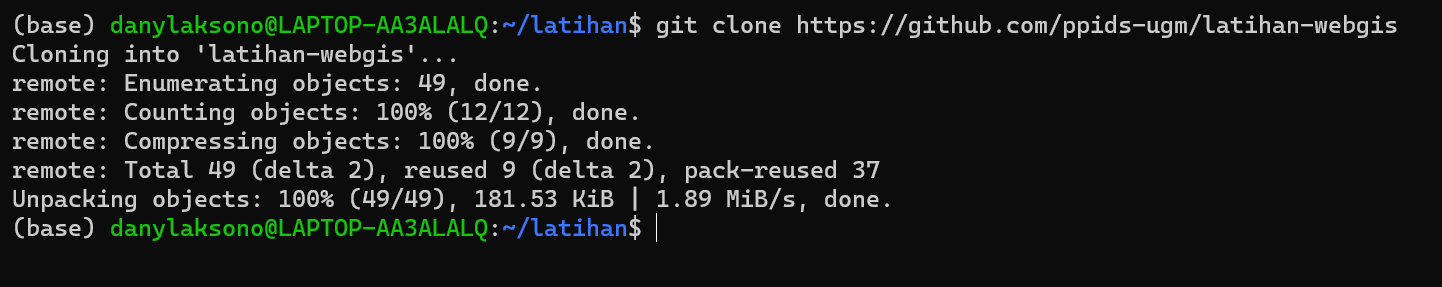 (base) danylaksono@LAPTOP-AA3ALALQ:~/latihan$ git clone https://github.com/ppids-ugm/latihan-webgis
Cloning into 'latihan-webgis'...
remote: Enumerating objects: 49, done.
remote: Counting objects: 100% (12/12), done.
remote: Compressing objects: 100% (9/9), done.
remote: Total 49 (delta 2), reused 9 (delta 2), pack-reused 37
Unpacking objects: 100% (49/49), 181.53 KiB | 1.89 MiB/s, done.
(base) danylaksono@LAPTOP-AA3ALALQ:~/latihan$